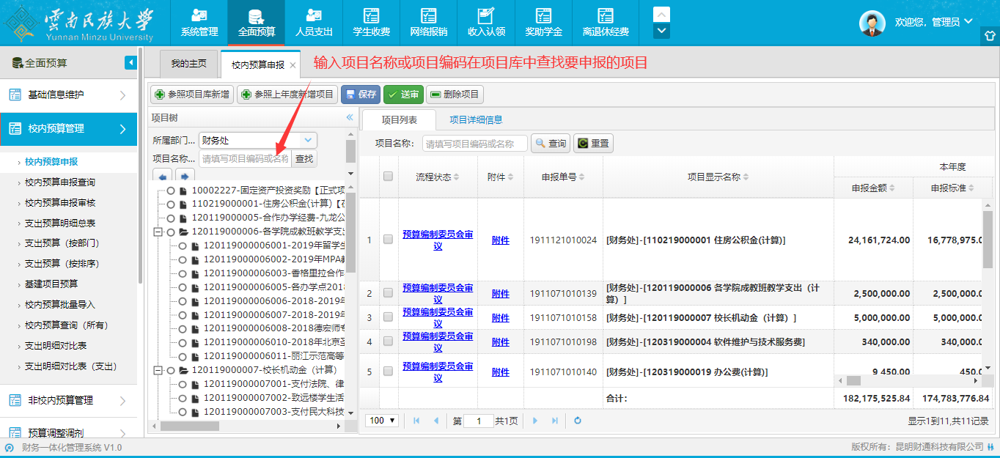 雲南民族大學
Yunnan Minzu University
系统管理
全面预算
人员支出
学生收费
网络报销
收入认领
奖助学金
离退休经费
欢迎您，管理员
全面预算
我的主页
校内预算申报
输入项目名称或项目编码在项目库中查找要申报的项目
基础信息维护
校内预算管理
校内预算申报
校内预算申报查询
校内预算申报审核
支出预算明细总表
支出预算（按部门）
支出预算（按排序）
基建项目预算
校内预算批量导入
校内预算查询（所有）
支出明细对比表
支出明细对比表（支出）
非校内预算管理
预算调整调剂
参照项目库新增
参照上年度新增项目
保存
送审
删除项目
项目树
所属部门...
财务处
项目名称...
请填写项目编码或名称
查找
10002227-固定资产投资奖励【正式项
110219000001-住房公积金(计算)【在
120119000005-合作办学经费-九龙公
120119000006-各学院成教班教学支出
120119000006001-2019年留学生
120119000006002-2019年MPA教
120119000006003-香格里拉合作
120119000006005-各办学点2018
120119000006006-2018-2019年
120119000006007-2018-2019年
120119000006008-2018德宏师专
120119000006010-2018年北京圣
120119000006011-丽江示范高等
120119000007-校长机动金（计算）
120119000007001-支付法院、律
120119000007002-致远楼学生活
120119000007003-支付民大科技
项目列表
项目详细信息
项目名称：
请填写项目编码或名称
查询
重置
流程状态
附件
申报单号
项目显示名称
本年度
申报金额
申报标准
1
预算编制委员会审议
附件
1911121010024
[财务处]-[110219000001 住房公积金(计算)]
24,161,724.00
16,778,975.0
2
预算编制委员会审议
附件
1911071010139
[财务处]-[120119000006 各学院成教班教学支出（计
算）]
2,500,000.00
2,500,000.0
3
预算编制委员会审议
附件
1911071010158
[财务处]-[120119000007 校长机动金（计算）]
5,000,000.00
5,000,000.0
4
预算编制委员会审议
附件
1911071010198
[财务处]-[120319000004 软件维护与技术服务费]
340,000.00
340,000.0
5
预算编制委员会审议
附件
1911071010140
[财务处]-[120319000019 办公费(计算)]
9,450.00
450.0
合计：
182,175,525.84
174,783,776.84
100
第
1
共1页
显示1到11,共11记录
财务一体化管理系统 V1.0
版权所有：昆明财通科技有限公司